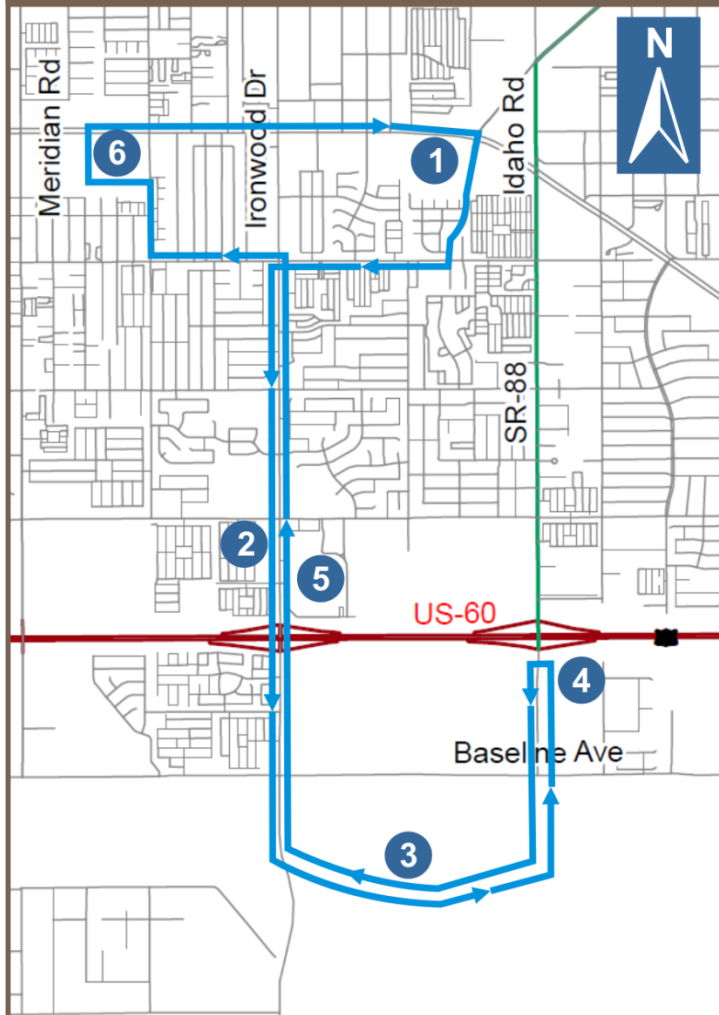 N
Meridian Rd
Ironwood Dr
Idaho Rd
6
1
SR-88
2
5
US-60
4
Baseline Ave
3